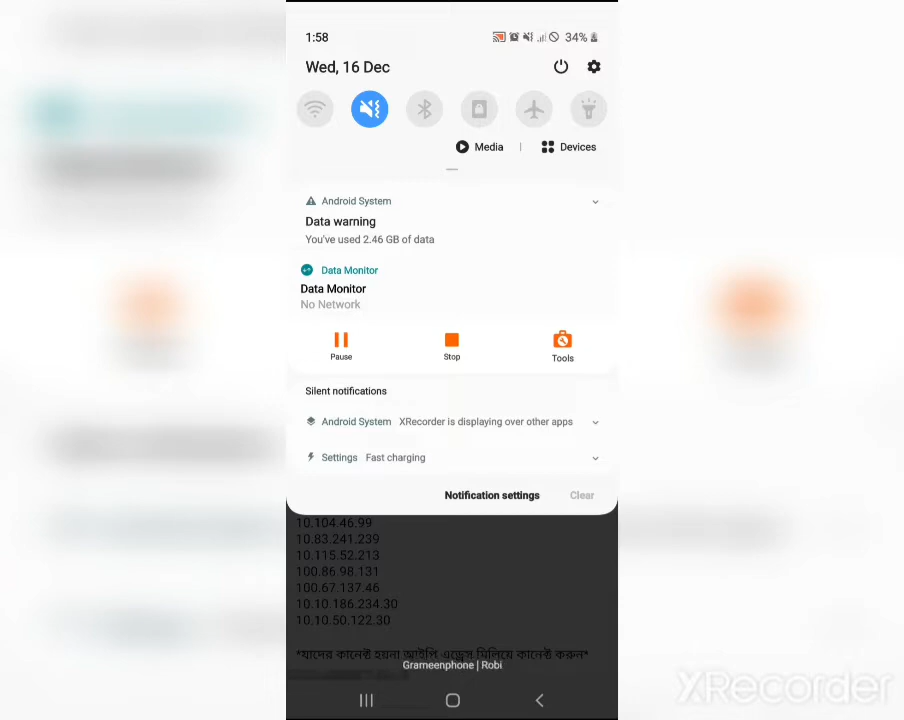 1:58 34%
Wed, 16 Dec
Media | Devices
Android System
Data warning
You've used 2.46 GB of data
Data Monitor
Data Monitor
No Network
Pause Stop Tools
Silent notifications
Android System XRecorder is displaying over other apps
Settings Fast charging
Notification settings Clear
10.104.46.99
10.83.241.239
10.115.52.213
100.86.98.131
100.67.137.46
10.10.186.234.30
10.10.50.122.30
*যাদের কানেক্ট হয়না আইপি এড্রেস মিলিয়ে কানেক্ট করুন*
Grameenphone | Robi
XRecorder